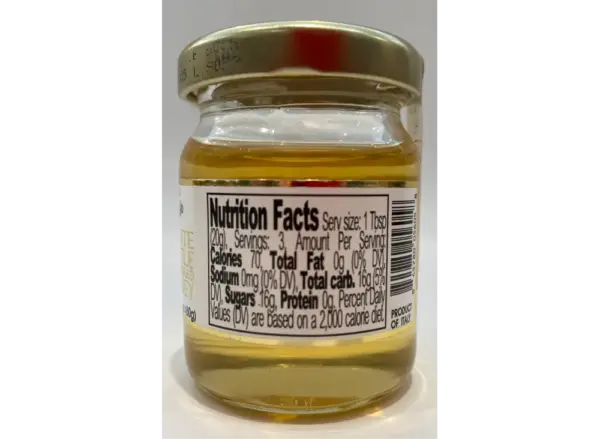 Nutrition Facts Serv size: 1 Tbsp
(20g), Servings: 3, Amount Per Serving:
Calories 70, Total Fat 0g (0% DV),
Sodium 0mg (0% DV), Total carb. 16g (5%
DV), Sugars 16g, Protein 0g, Percent Daily
Values (DV) are based on a 2,000 calorie diet.
PRODUCT
OF ITALY